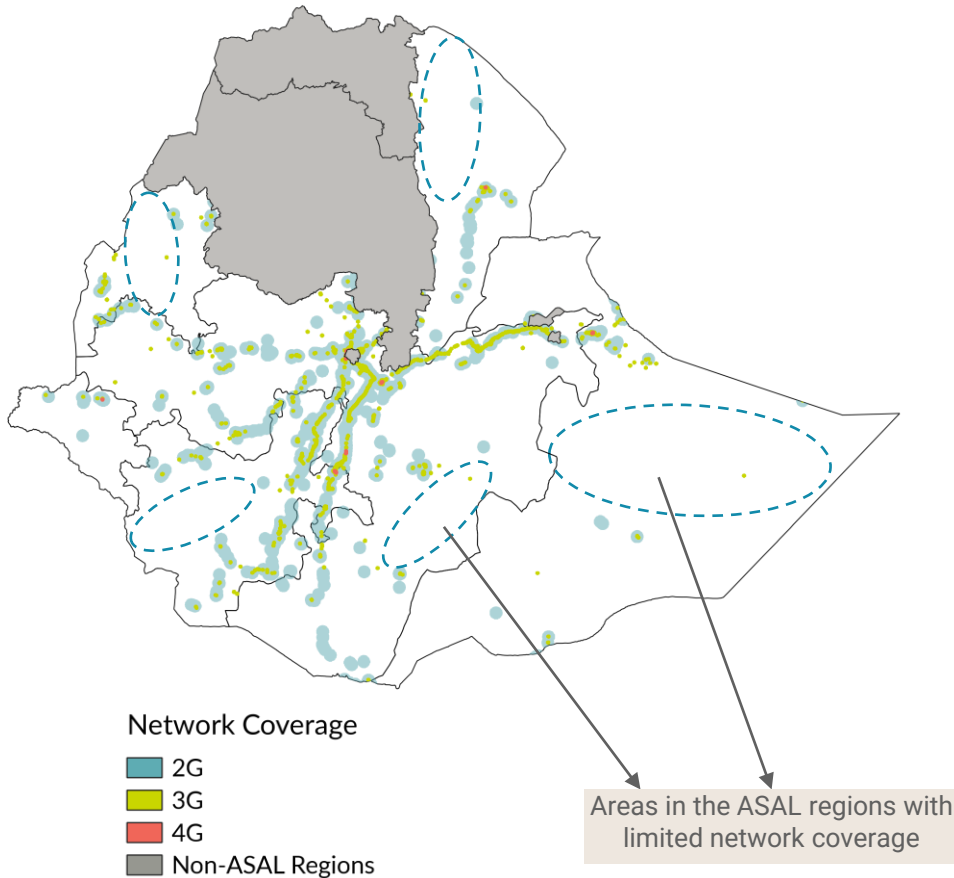 Network Coverage
2G
3G
4G
Non-ASAL Regions
Areas in the ASAL regions with
limited network coverage